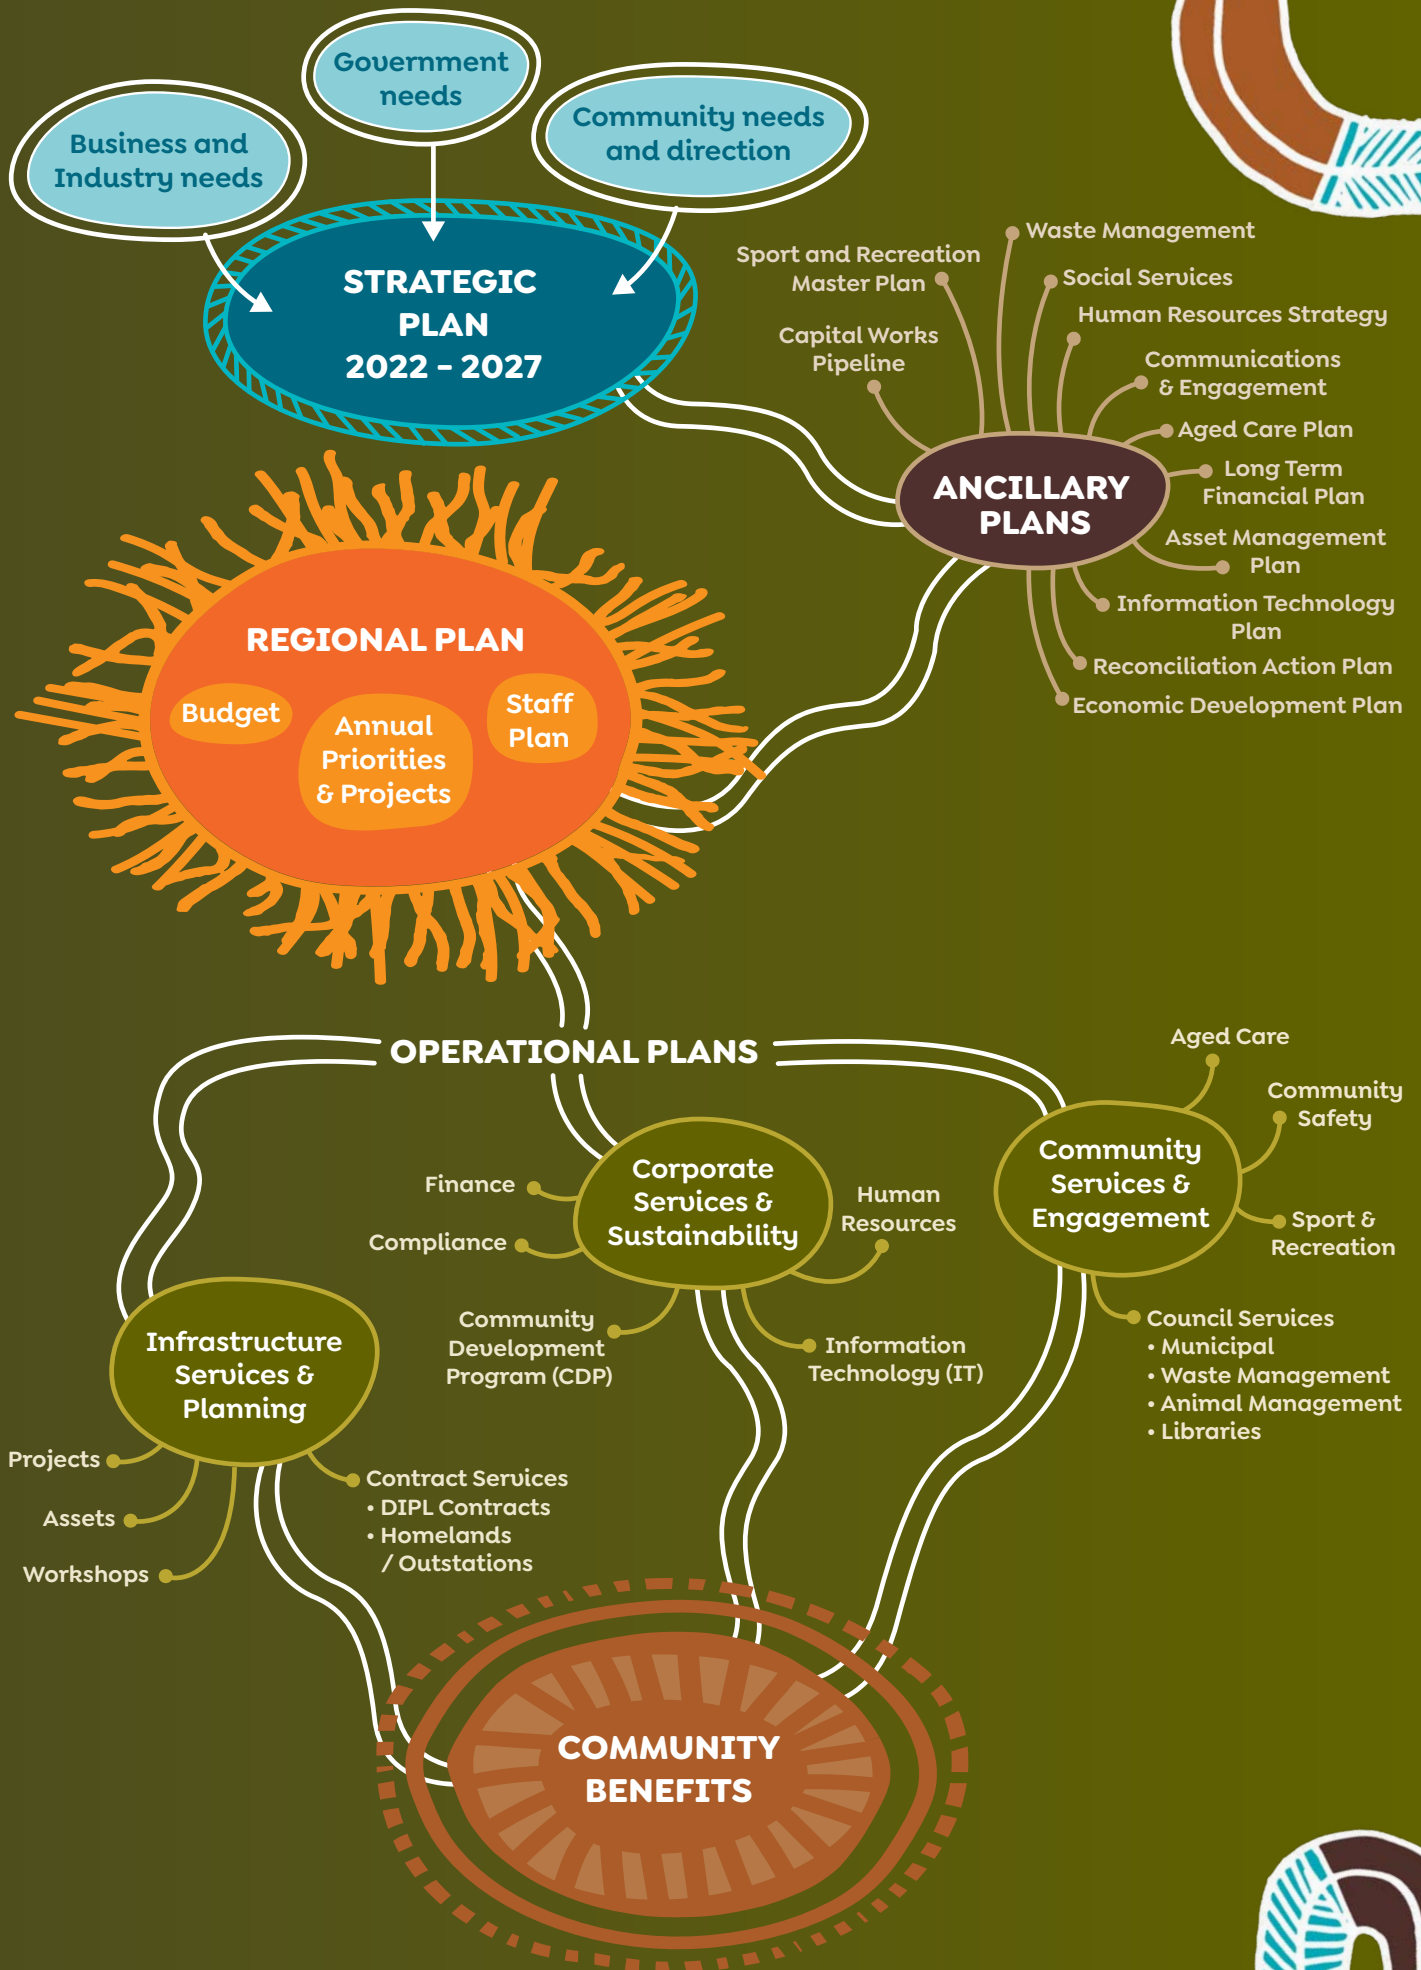 Government
needs
Business and
Industry needs
Community needs
and direction
STRATEGIC
PLAN
2022 – 2027
Sport and Recreation
Master Plan
Capital Works
Pipeline
Waste Management
Social Services
Human Resources Strategy
Communications
& Engagement
Aged Care Plan
Long Term
Financial Plan
Asset Management
Plan
Information Technology
Plan
Reconciliation Action Plan
Economic Development Plan
ANCILLARY
PLANS
REGIONAL PLAN
Budget
Annual
Priorities
& Projects
Staff
Plan
OPERATIONAL PLANS
Infrastructure
Services &
Planning
Projects
Assets
Workshops
Contract Services
• DIPL Contracts
• Homelands
/ Outstations
Corporate
Services &
Sustainability
Finance
Compliance
Community
Development
Program (CDP)
Human
Resources
Information
Technology (IT)
Community
Services &
Engagement
Aged Care
Community
Safety
Sport &
Recreation
Council Services
• Municipal
• Waste Management
• Animal Management
• Libraries
COMMUNITY
BENEFITS